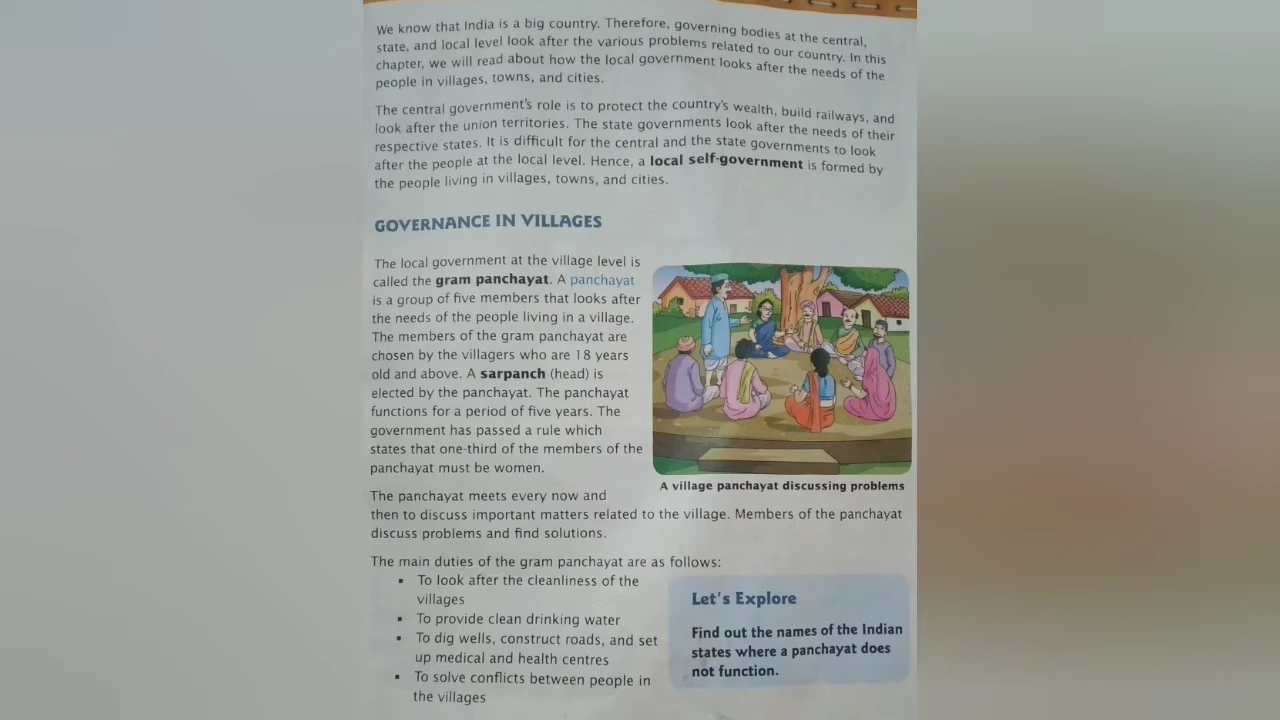 We know that India is a big country. Therefore, governing bodies at the central,
state, and local level look after the various problems related to our country. In this
chapter, we will read about how the local government looks after the needs of the
people in villages, towns, and cities.
The central government's role is to protect the country's wealth, build railways, and
look after the union territories. The state governments look after the needs of their
respective states. It is difficult for the central and the state governments to look
after the people at the local level. Hence, a local self-government is formed by
the people living in villages, towns, and cities.
GOVERNANCE IN VILLAGES
The local government at the village level is
called the gram panchayat. A panchayat
is a group of five members that looks after
the needs of the people living in a village.
The members of the gram panchayat are
chosen by the villagers who are 18 years
old and above. A sarpanch (head) is
elected by the panchayat. The panchayat
functions for a period of five years. The
government has passed a rule which
states that one-third of the members of the
panchayat must be women.
A village panchayat discussing problems
The panchayat meets every now and
then to discuss important matters related to the village. Members of the panchayat
discuss problems and find solutions.
The main duties of the gram panchayat are as follows:
▪ To look after the cleanliness of the
villages
▪ To provide clean drinking water
▪ To dig wells, construct roads, and set
up medical and health centres
▪ To solve conflicts between people in
the villages
Let's Explore
Find out the names of the Indian
states where a panchayat does
not function.